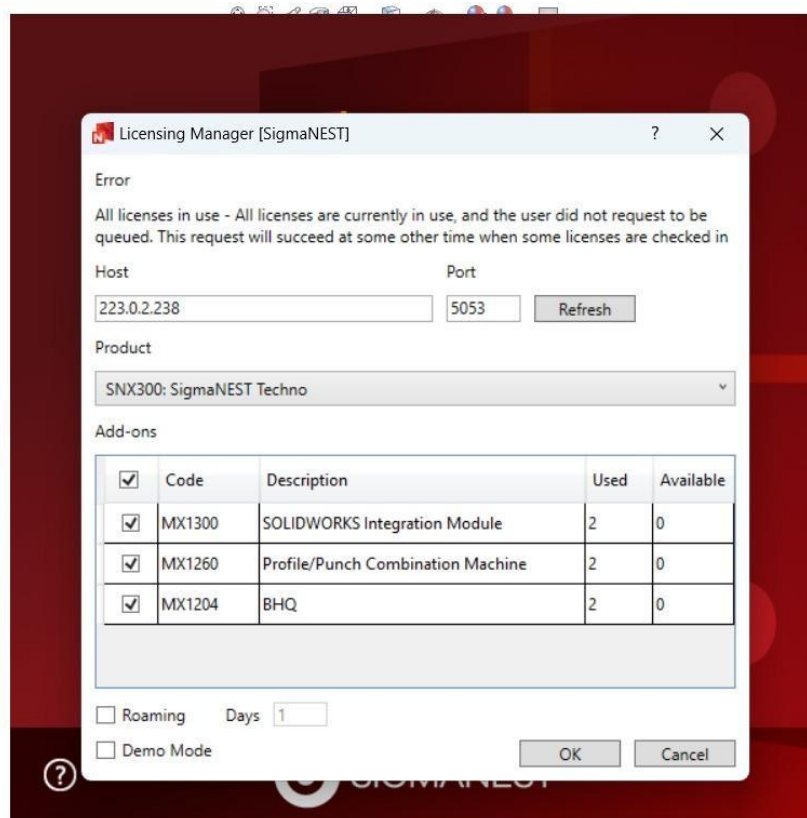 Licensing Manager [SigmaNEST]
? ×
Error
All licenses in use - All licenses are currently in use, and the user did not request to be
queued. This request will succeed at some other time when some licenses are checked in
Host Port
223.0.2.238 5053 Refresh
Product
SNX300: SigmaNEST Techno
Add-ons
Code Description Used Available
MX1300 SOLIDWORKS Integration Module 2 0
MX1260 Profile/Punch Combination Machine 2 0
MX1204 BHQ 2 0
Roaming Days 1
Demo Mode OK Cancel
?
SIGMANEST